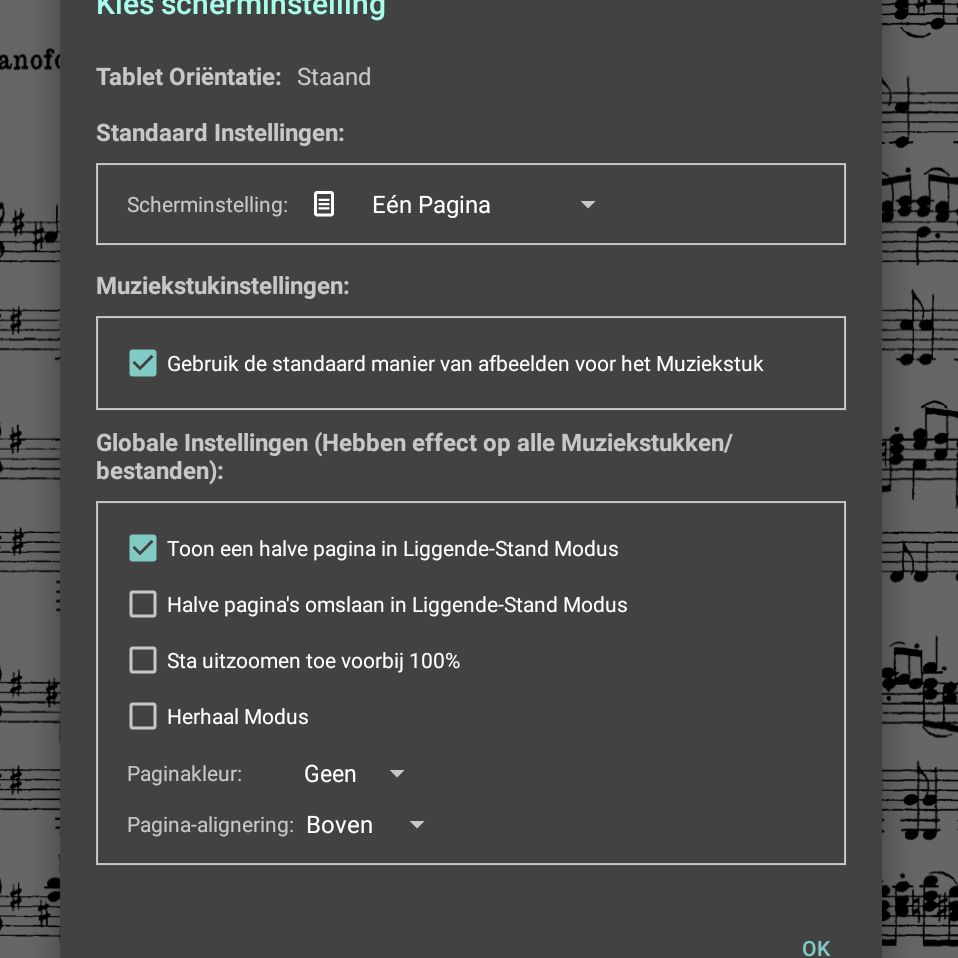 Kies scherminstelling
anofo
Tablet Oriëntatie: Staand
Standaard Instellingen:
Scherminstelling: Eén Pagina
Muziekstukinstellingen:
Gebruik de standaard manier van afbeelden voor het Muziekstuk
Globale Instellingen (Hebben effect op alle Muziekstukken/
bestanden):
Toon een halve pagina in Liggende-Stand Modus
Halve pagina's omslaan in Liggende-Stand Modus
Sta uitzoomen toe voorbij 100%
Herhaal Modus
Paginakleur: Geen
Pagina-alignering: Boven
OK